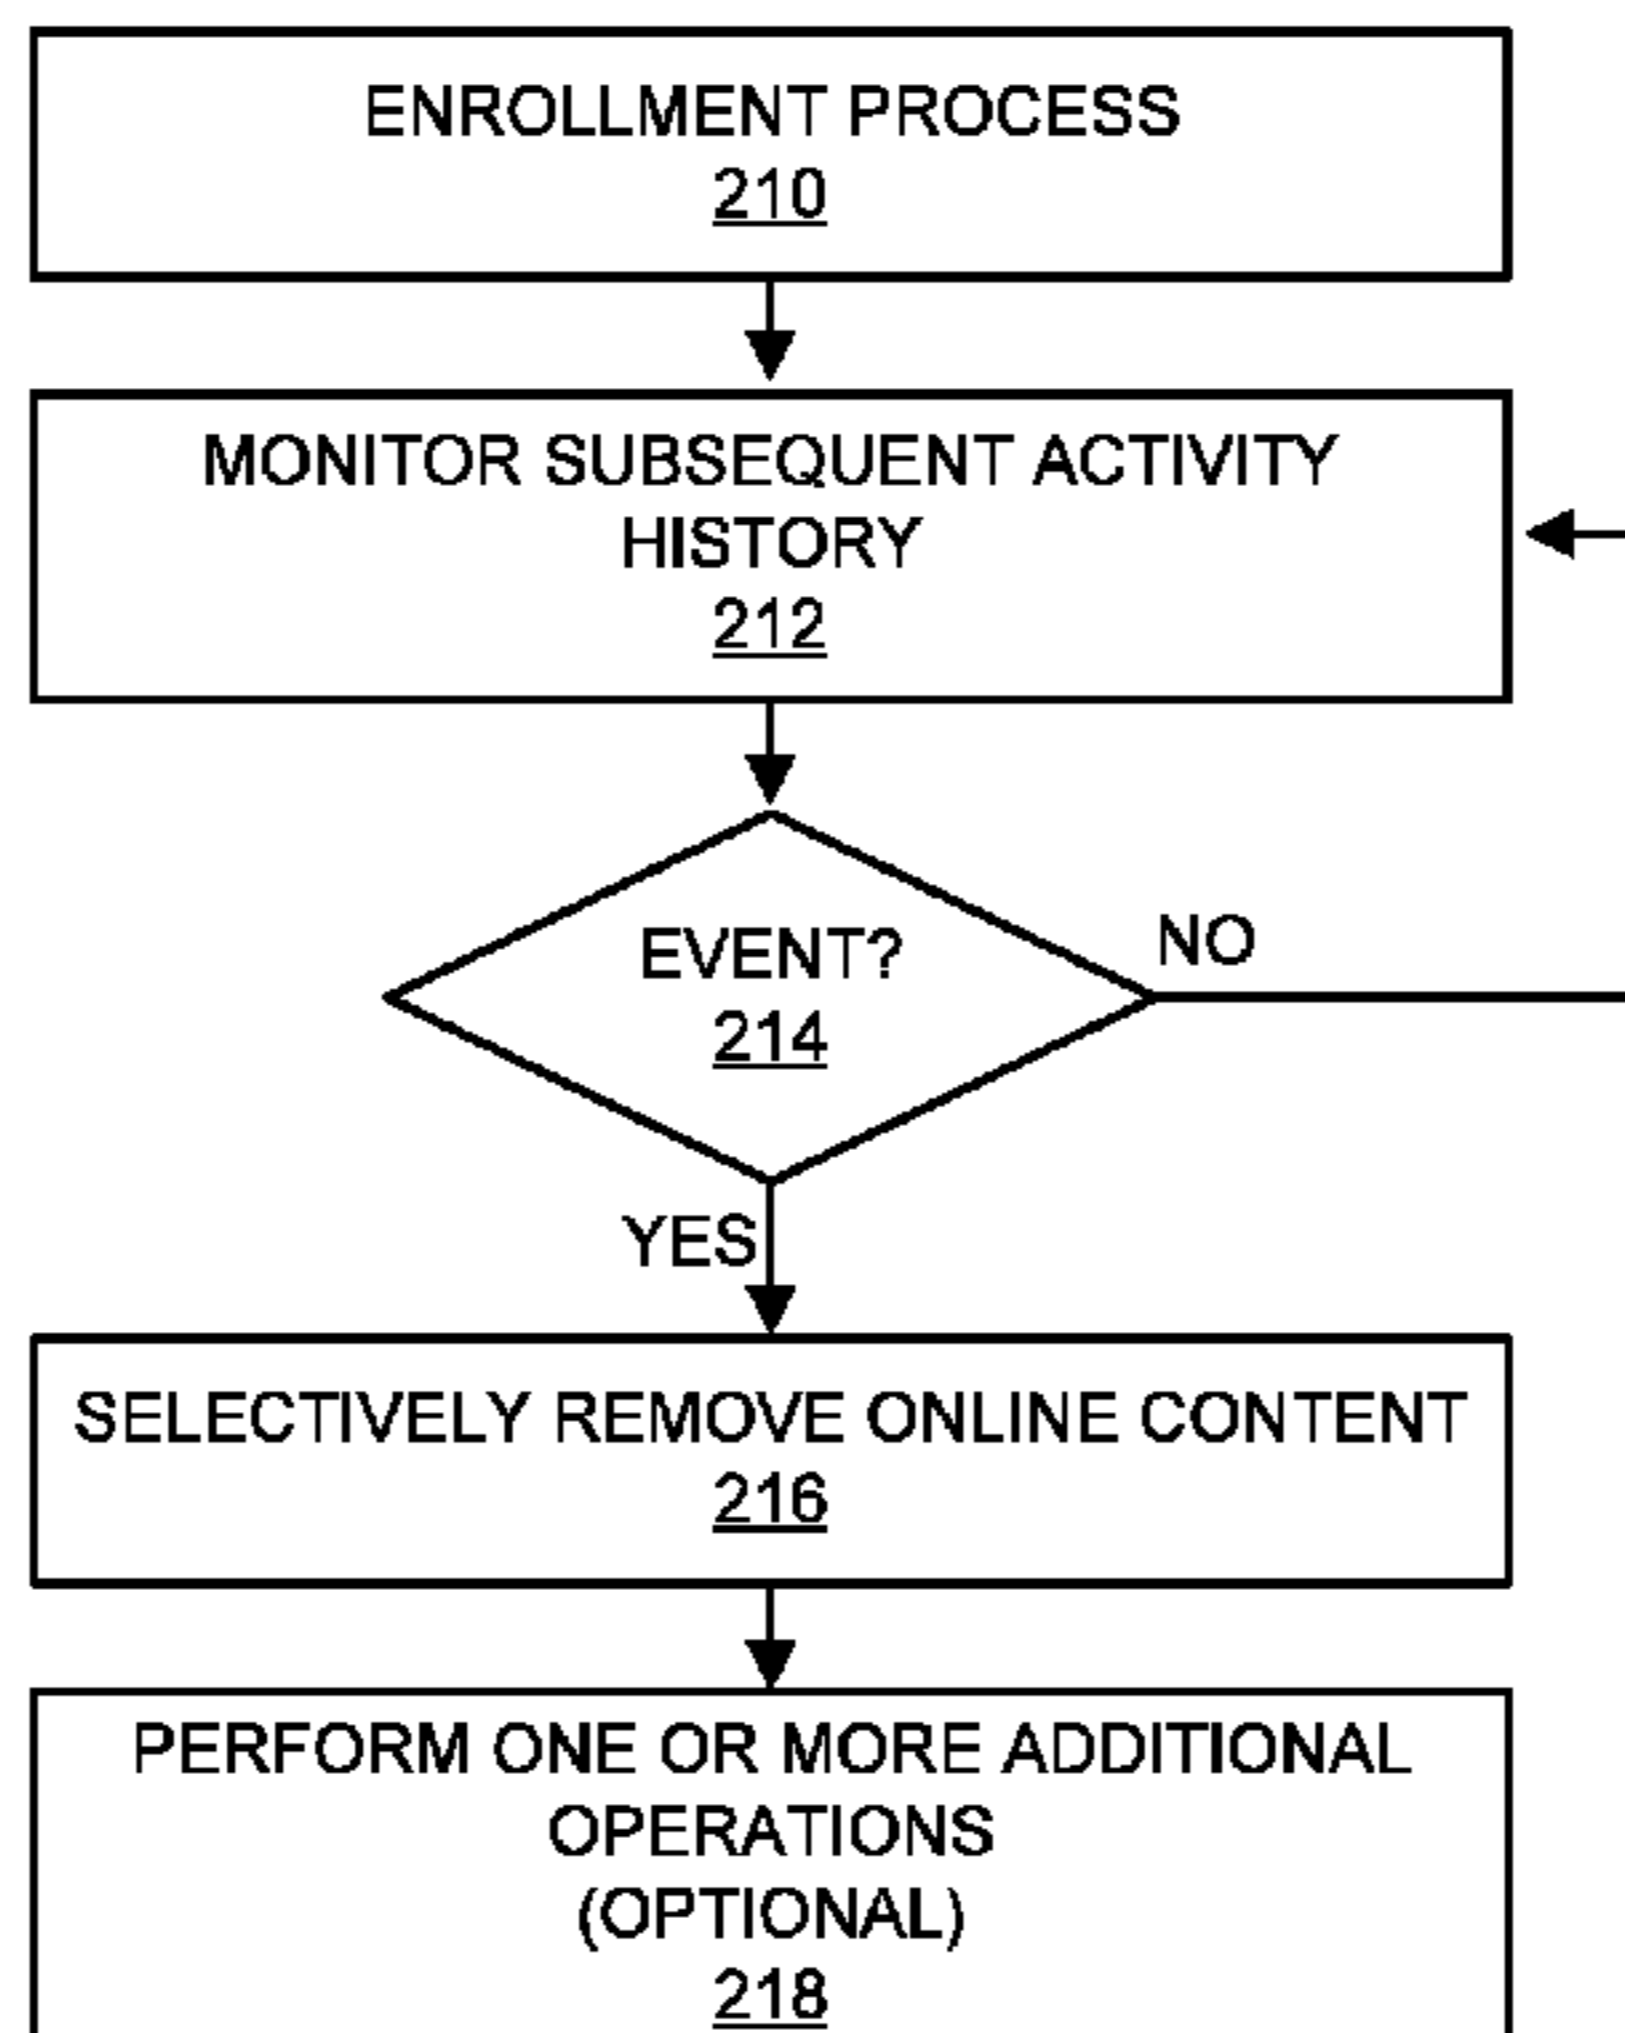 ENROLLMENT PROCESS
210
MONITOR SUBSEQUENT ACTIVITY
HISTORY
212
EVENT?
214
NO
YES
SELECTIVELY REMOVE ONLINE CONTENT
216
PERFORM ONE OR MORE ADDITIONAL
OPERATIONS
(OPTIONAL)
218